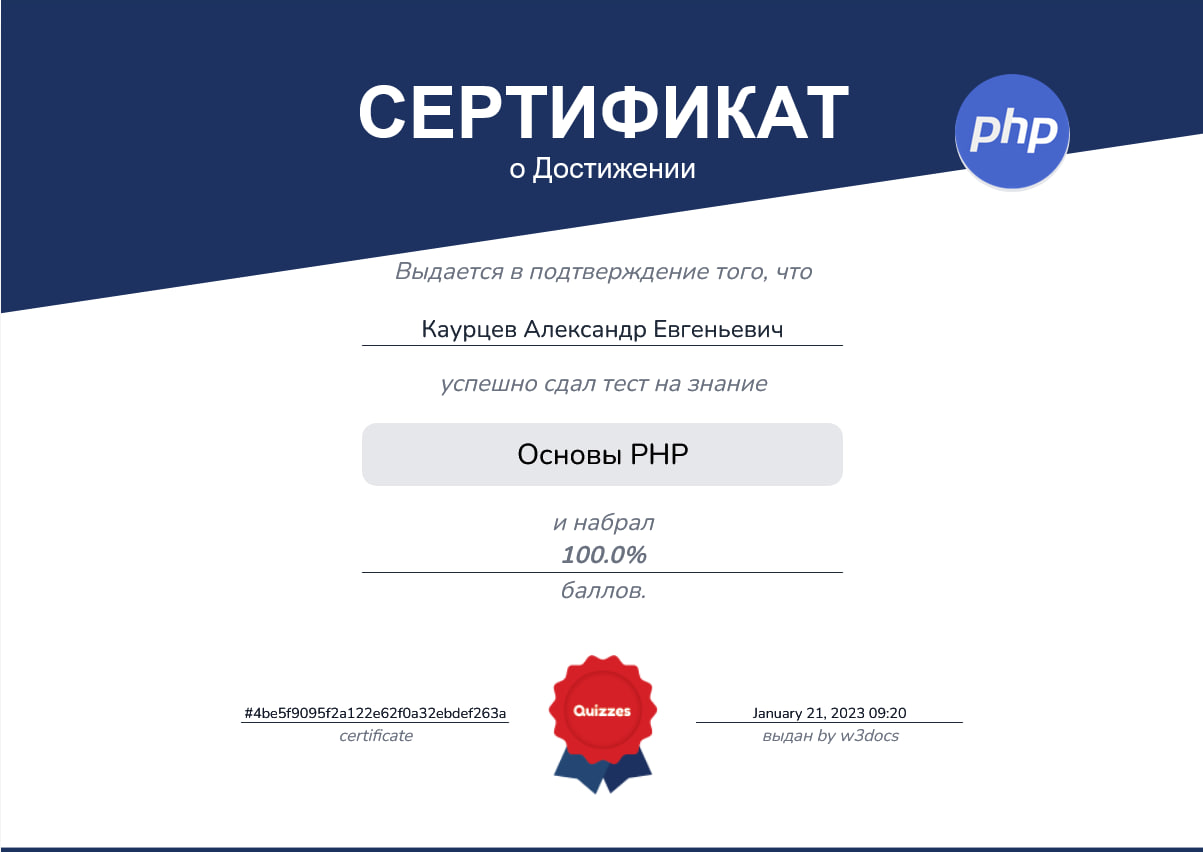 СЕРТИФИКАТ
о Достижении
php
Выдается в подтверждение того, что
Каурцев Александр Евгеньевич
успешно сдал тест на знание
Основы PHP
и набрал
100.0%
баллов.
#4be5f9095f2a122e62f0a32ebdef263a
certificate
Quizzes
January 21, 2023 09:20
выдан by w3docs